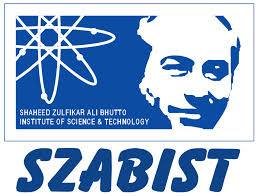 SHAHEED ZULFIKAR ALI BHUTTO
INSTITUTE OF SCIENCE & TECHNOLOGY
SZABIST